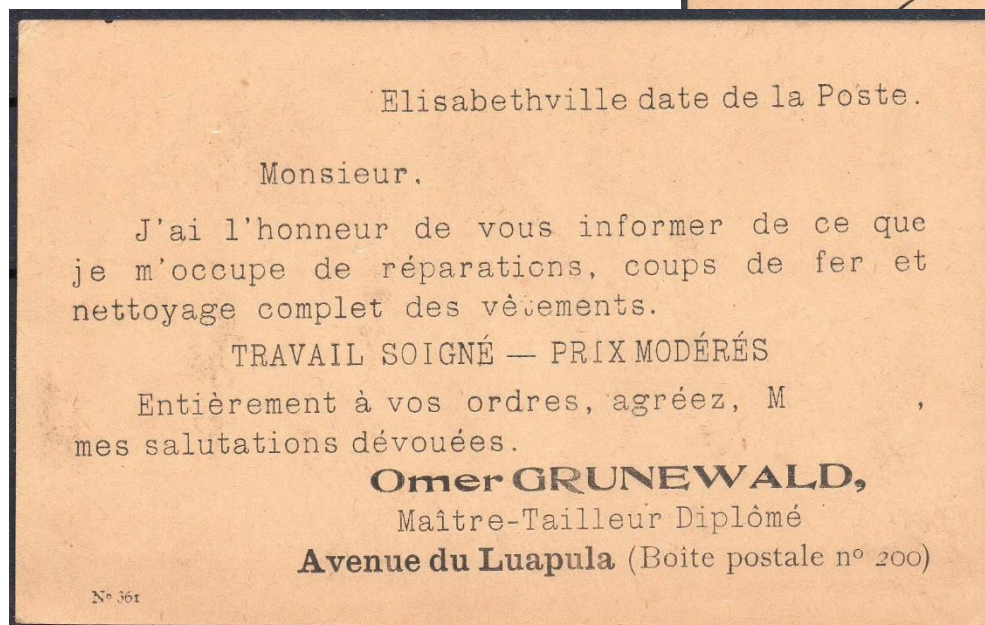 Elisabethville date de la Poste.
Monsieur,
J'ai l'honneur de vous informer de ce que
je m'occupe de réparations, coups de fer et
nettoyage complet des vêtements.
TRAVAIL SOIGNÉ — PRIX MODÉRÉS
Entièrement à vos ordres, agréez, M ,
mes salutations dévouées.
Omer GRUNEWALD,
Maître-Tailleur Diplômé
Avenue du Luapula (Boîte postale nº 200)
Nº 361